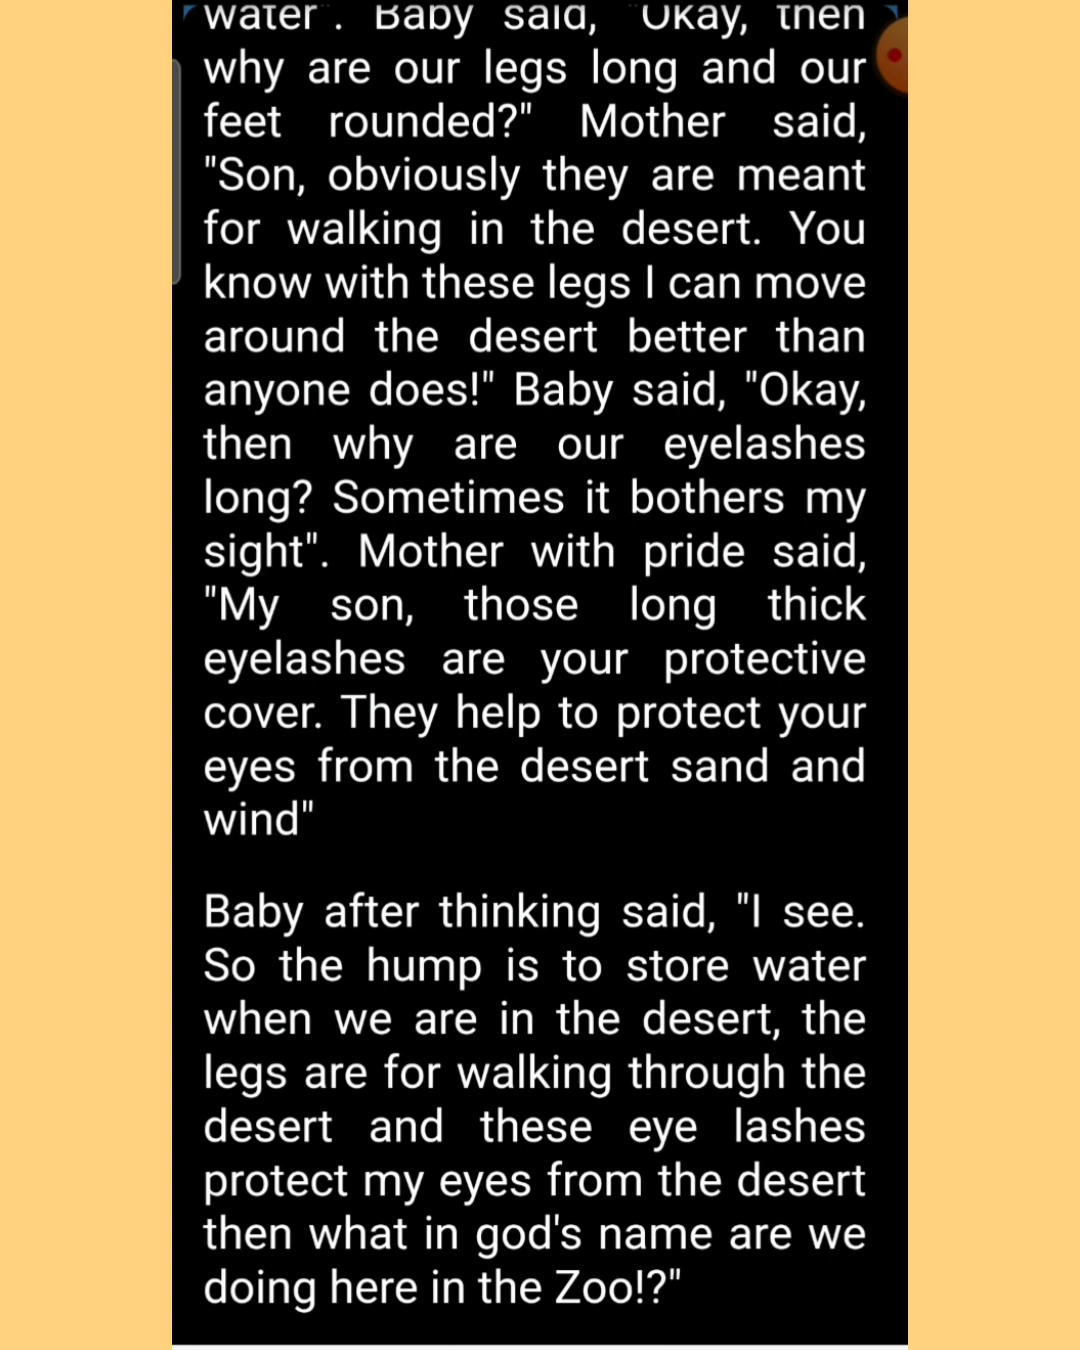 water". Baby said, "Okay, then
why are our legs long and our
feet rounded?" Mother said,
"Son, obviously they are meant
for walking in the desert. You
know with these legs I can move
around the desert better than
anyone does!" Baby said, "Okay,
then why are our eyelashes
long? Sometimes it bothers my
sight". Mother with pride said,
"My son, those long thick
eyelashes are your protective
cover. They help to protect your
eyes from the desert sand and
wind"
Baby after thinking said, "I see.
So the hump is to store water
when we are in the desert, the
legs are for walking through the
desert and these eye lashes
protect my eyes from the desert
then what in god's name are we
doing here in the Zoo!?"